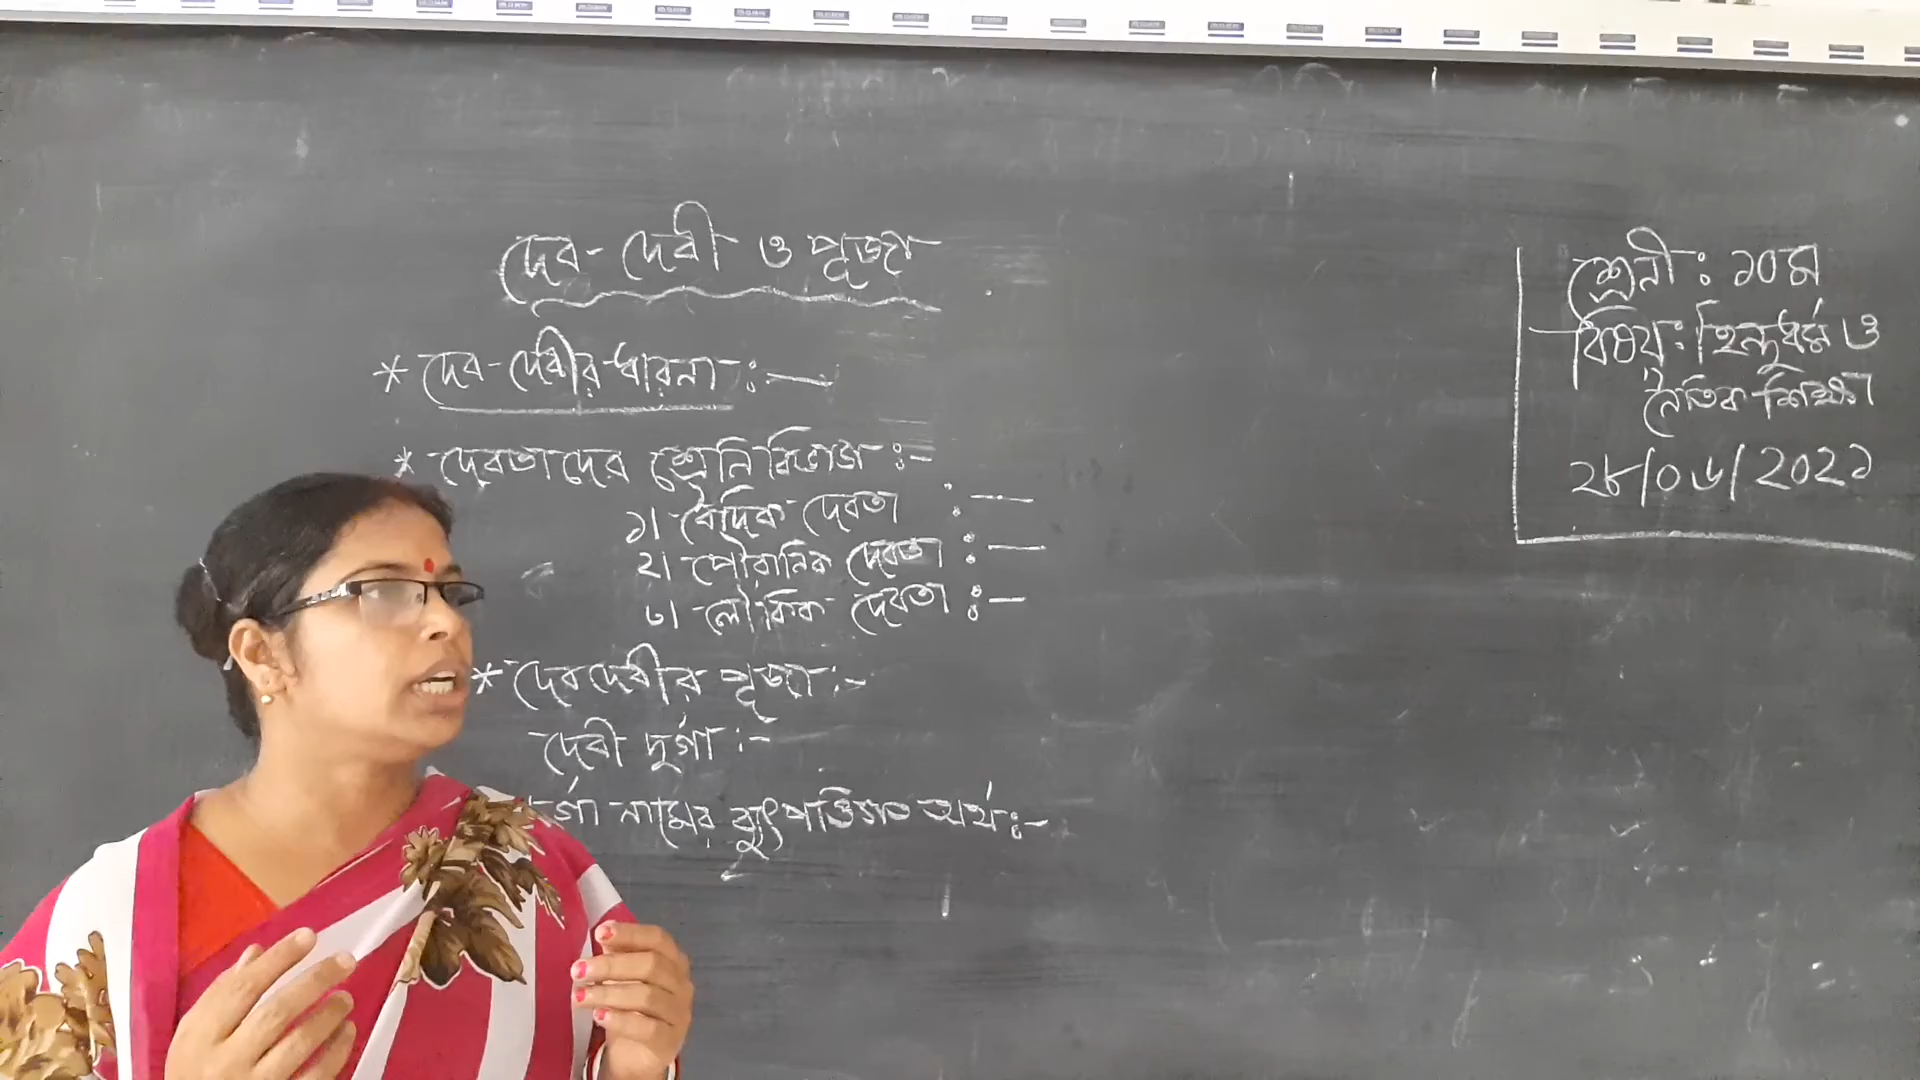 দেব-দেবী ও পূজা
* দেব-দেবীর ধারনা :—
* দেবতাদের শ্রেনিবিভাগ :-
১। বৈদিক দেবতা :—
২। পৌরানিক দেবতা :—
৩। লৌকিক দেবতা :—
* দেবদেবীর পূজা :-
দেবী দুর্গা :-
র্গা নামের ব্যুৎপত্তিগত অর্থ :-
শ্রেনী : ১০ম
বিষয় : হিন্দুধর্ম ও
নৈতিক শিক্ষা
২৮/০৬/২০২১